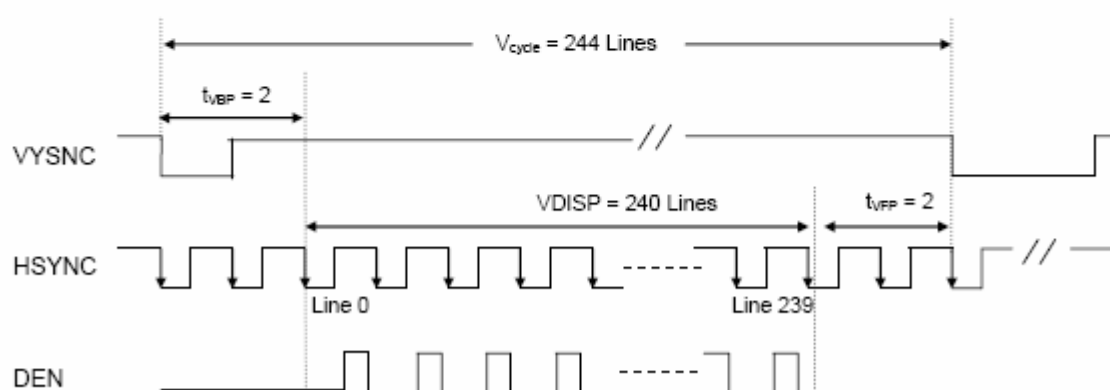 Vcycle = 244 Lines
tVBP = 2
VYSNC
VDISP = 240 Lines
tVFP = 2
HSYNC
Line 0
Line 239
DEN